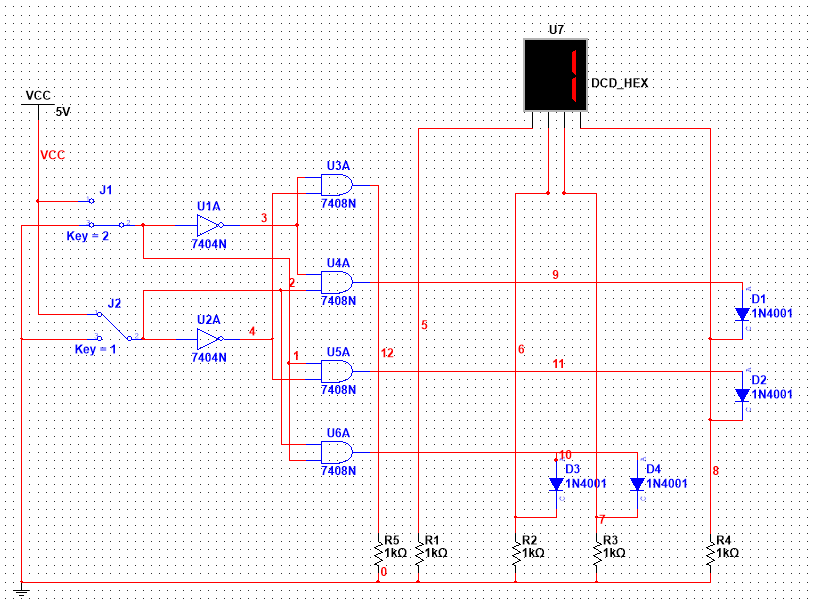 U7
DCD_HEX
VCC
5V
VCC
J1
Key = 2
U1A
7404N
3
U3A
7408N
J2
Key = 1
U2A
7404N
4
2
U4A
7408N
9
D1
1N4001
5
6
1
U5A
7408N
12
11
D2
1N4001
U6A
7408N
10
D3
1N4001
D4
1N4001
8
7
R5
1kΩ
R1
1kΩ
R2
1kΩ
R3
1kΩ
R4
1kΩ
0